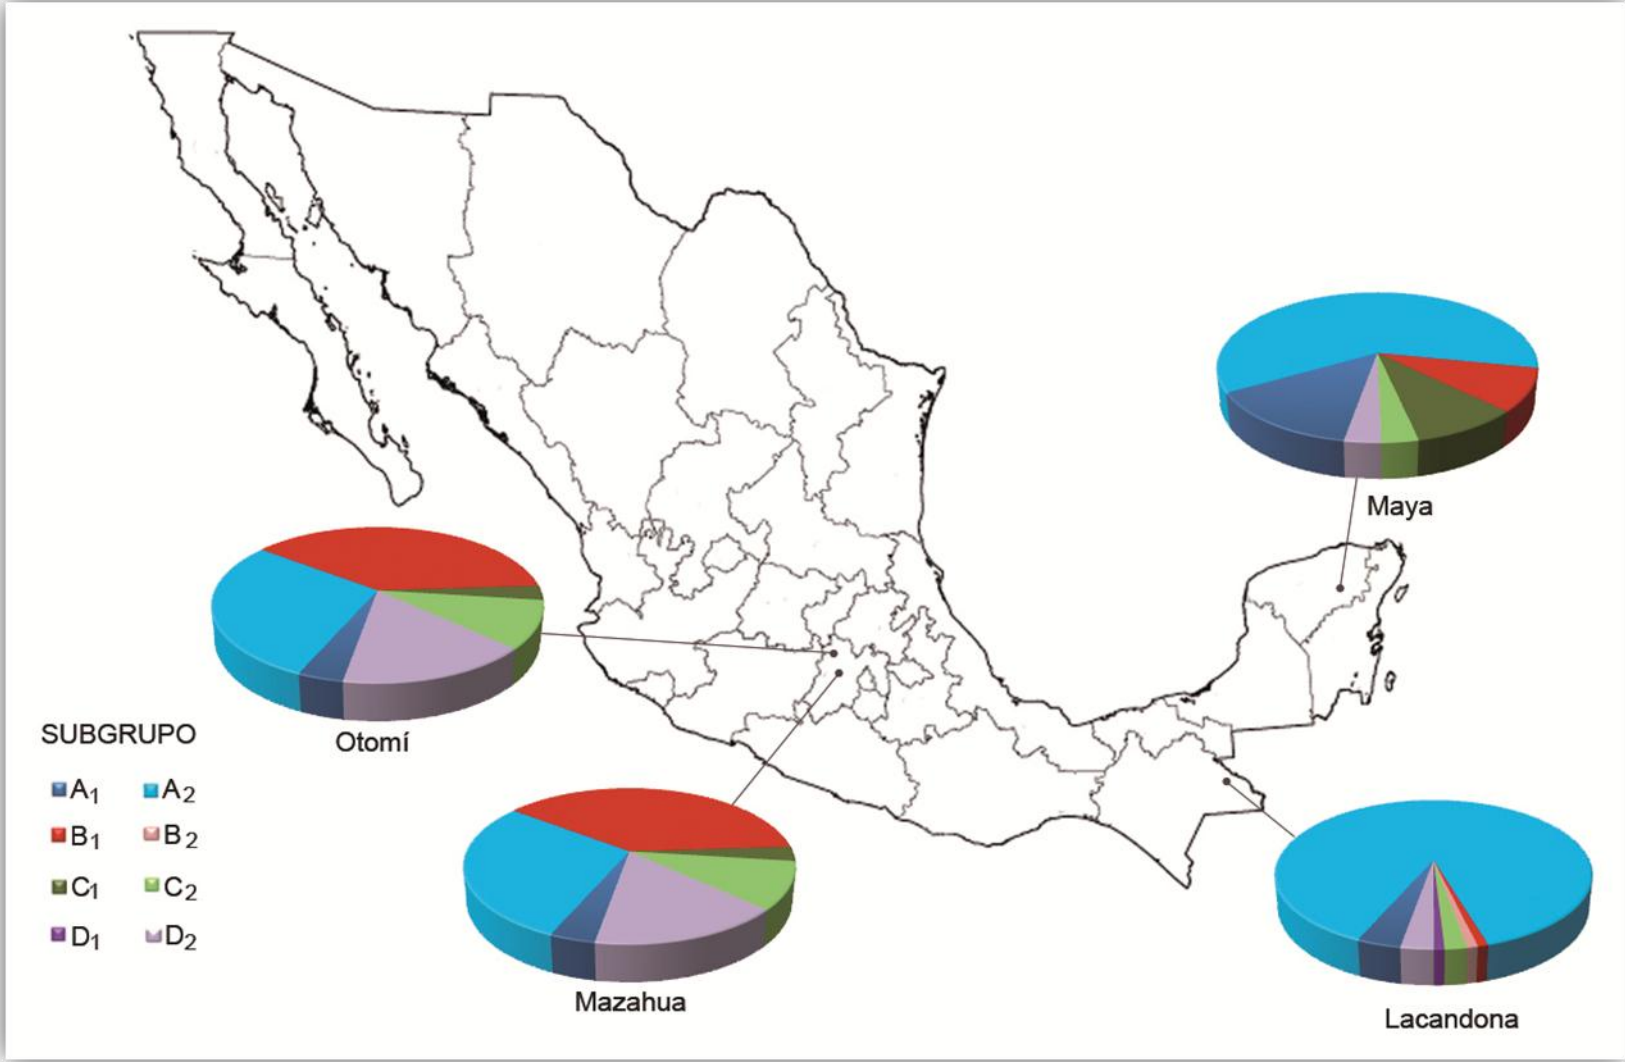 Maya
Otomí
SUBGRUPO
A1 A2
B1 B2
C1 C2
D1 D2
Mazahua
Lacandona